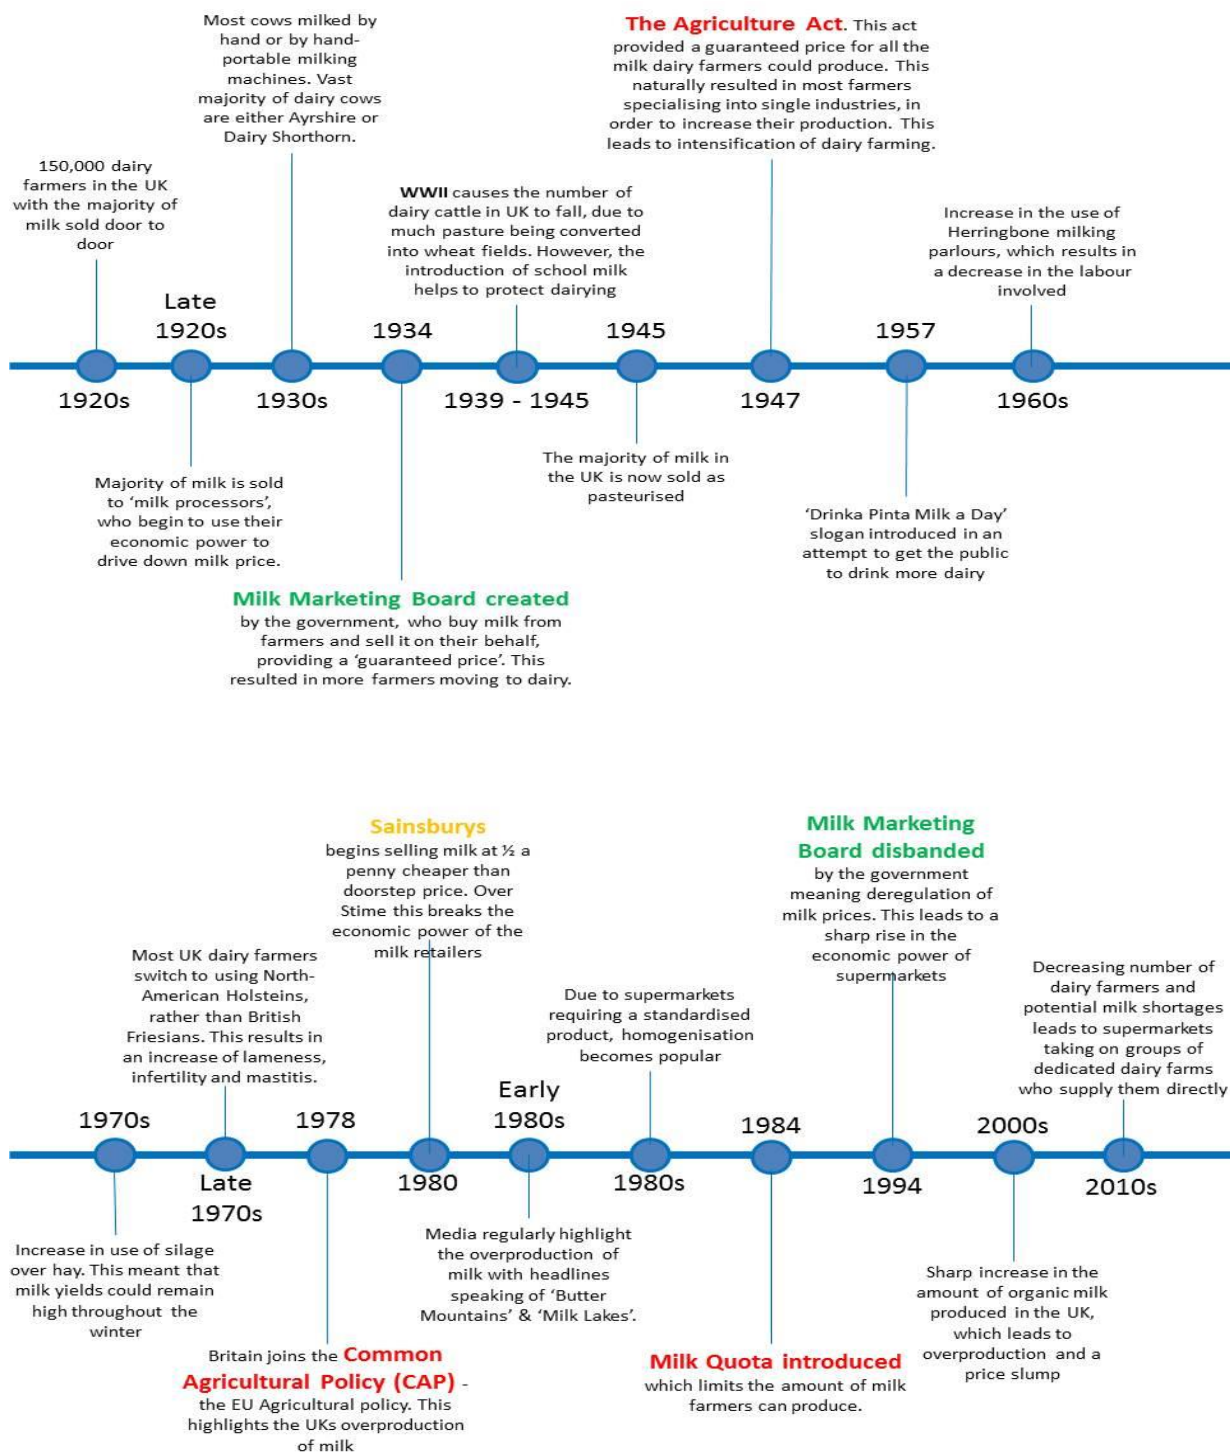 Most cows milked by
hand or by hand-
portable milking
machines. Vast
majority of dairy cows
are either Ayrshire or
Dairy Shorthorn.
The Agriculture Act. This act
provided a guaranteed price for all the
milk dairy farmers could produce. This
naturally resulted in most farmers
specialising into single industries, in
order to increase their production. This
leads to intensification of dairy farming.
150,000 dairy
farmers in the UK
with the majority of
milk sold door to
door
WWII causes the number of
dairy cattle in UK to fall, due to
much pasture being converted
into wheat fields. However, the
introduction of school milk
helps to protect dairying
Increase in the use of
Herringbone milking
parlours, which results in
a decrease in the labour
involved
Late
1920s
1934
1945
1957
1920s
1930s
1939 - 1945
1947
1960s
Majority of milk is sold
to ‘milk processors’,
who begin to use their
economic power to
drive down milk price.
The majority of milk in
the UK is now sold as
pasteurised
‘Drinka Pinta Milk a Day’
slogan introduced in an
attempt to get the public
to drink more dairy
Milk Marketing Board created
by the government, who buy milk from
farmers and sell it on their behalf,
providing a ‘guaranteed price’. This
resulted in more farmers moving to dairy.
Sainsburys
begins selling milk at ½ a
penny cheaper than
doorstep price. Over
Stime this breaks the
economic power of the
milk retailers
Milk Marketing
Board disbanded
by the government
meaning deregulation of
milk prices. This leads to a
sharp rise in the
economic power of
supermarkets
Most UK dairy farmers
switch to using North-
American Holsteins,
rather than British
Friesians. This results in
an increase of lameness,
infertility and mastitis.
Due to supermarkets
requiring a standardised
product, homogenisation
becomes popular
Decreasing number of
dairy farmers and
potential milk shortages
leads to supermarkets
taking on groups of
dedicated dairy farms
who supply them directly
1970s
1978
Early
1980s
1984
2000s
Late
1970s
1980
1980s
1994
2010s
Increase in use of silage
over hay. This meant that
milk yields could remain
high throughout the
winter
Media regularly highlight
the overproduction of
milk with headlines
speaking of ‘Butter
Mountains’ & ‘Milk Lakes’.
Sharp increase in the
amount of organic milk
produced in the UK,
which leads to
overproduction and a
price slump
Britain joins the Common
Agricultural Policy (CAP) -
the EU Agricultural policy. This
highlights the UKs overproduction
of milk
Milk Quota introduced
which limits the amount of milk
farmers can produce.